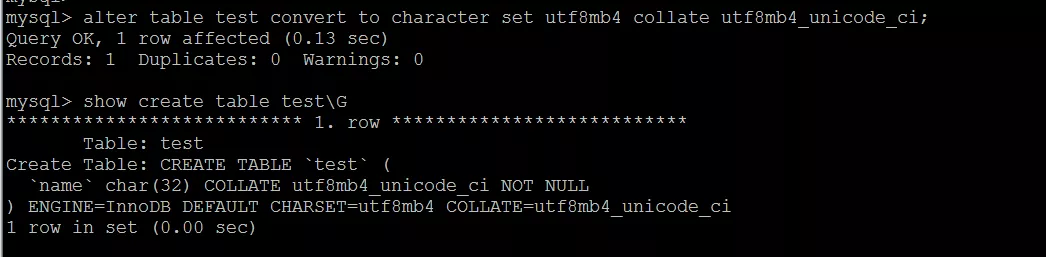 mysql>
mysql> alter table test convert to character set utf8mb4 collate utf8mb4_unicode_ci;
Query OK, 1 row affected (0.13 sec)
Records: 1  Duplicates: 0  Warnings: 0

mysql> show create table test\G
*************************** 1. row ***************************
       Table: test
Create Table: CREATE TABLE `test` (
  `name` char(32) COLLATE utf8mb4_unicode_ci NOT NULL
) ENGINE=InnoDB DEFAULT CHARSET=utf8mb4 COLLATE=utf8mb4_unicode_ci
1 row in set (0.00 sec)